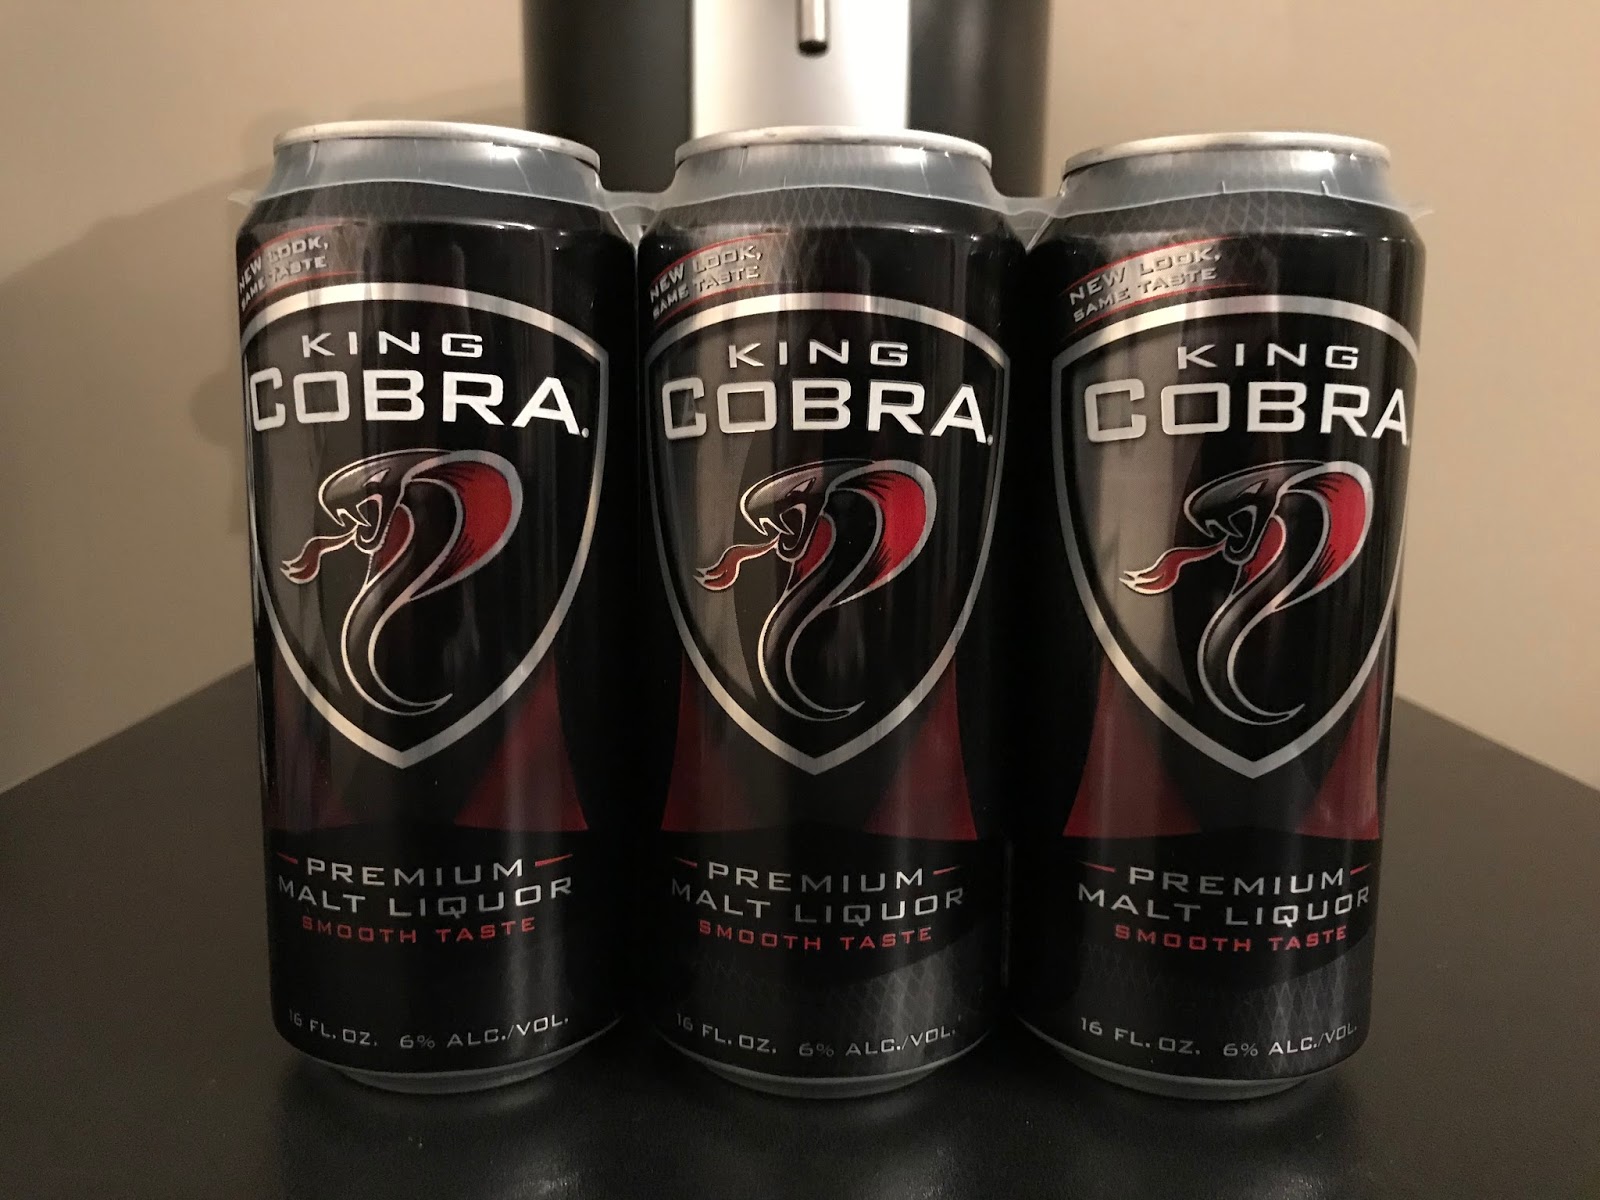 NEW LOOK,
SAME TASTE
KING
COBRA
PREMIUM
MALT LIQUOR
SMOOTH TASTE
16 FL. OZ. 6% ALC./VOL.
NEW LOOK,
SAME TASTE
KING
COBRA
PREMIUM
MALT LIQUOR
SMOOTH TASTE
16 FL. OZ. 6% ALC./VOL.
NEW LOOK,
SAME TASTE
KING
COBRA
PREMIUM
MALT LIQUOR
SMOOTH TASTE
16 FL. OZ. 6% ALC./VOL.